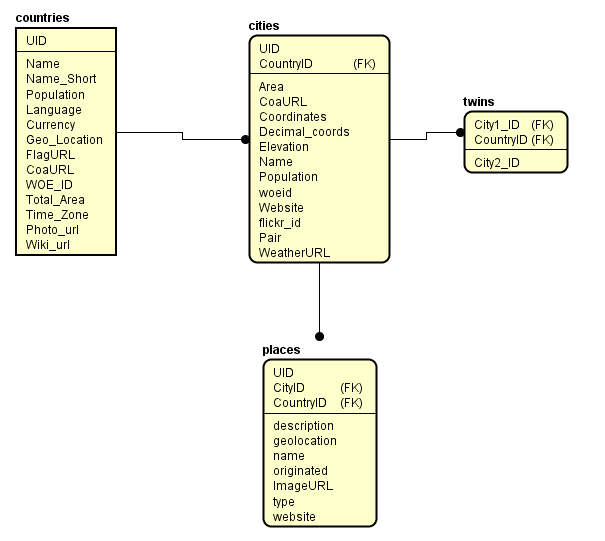 countries
UID
Name
Name_Short
Population
Language
Currency
Geo_Location
FlagURL
CoaURL
WOE_ID
Total_Area
Time_Zone
Photo_url
Wiki_url
cities
UID
CountryID (FK)
Area
CoaURL
Coordinates
Decimal_coords
Elevation
Name
Population
woeid
Website
flickr_id
Pair
WeatherURL
twins
City1_ID (FK)
CountryID (FK)
City2_ID
places
UID
CityID (FK)
CountryID (FK)
description
geolocation
name
originated
ImageURL
type
website